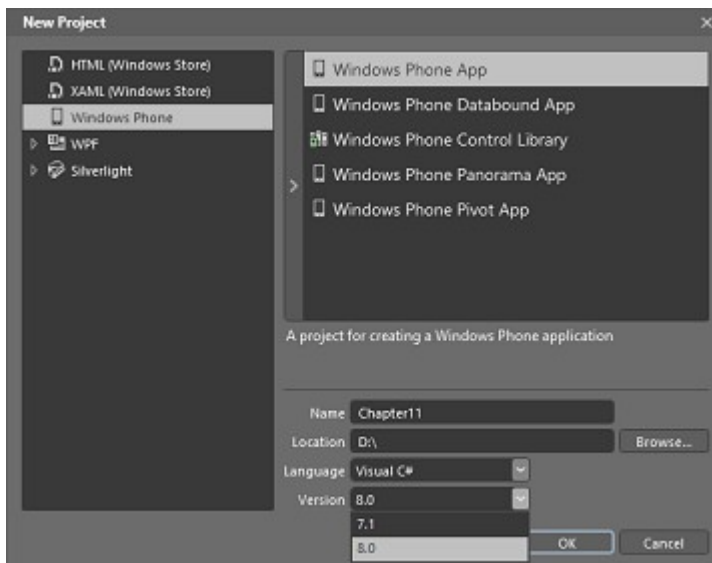 New Project
HTML (Windows Store)
XAML (Windows Store)
Windows Phone
WPF
Silverlight
Windows Phone App
Windows Phone Databound App
Windows Phone Control Library
Windows Phone Panorama App
Windows Phone Pivot App
A project for creating a Windows Phone application
Name Chapter11
Location D:\ Browse...
Language Visual C#
Version 8.0
7.1
8.0
OK Cancel